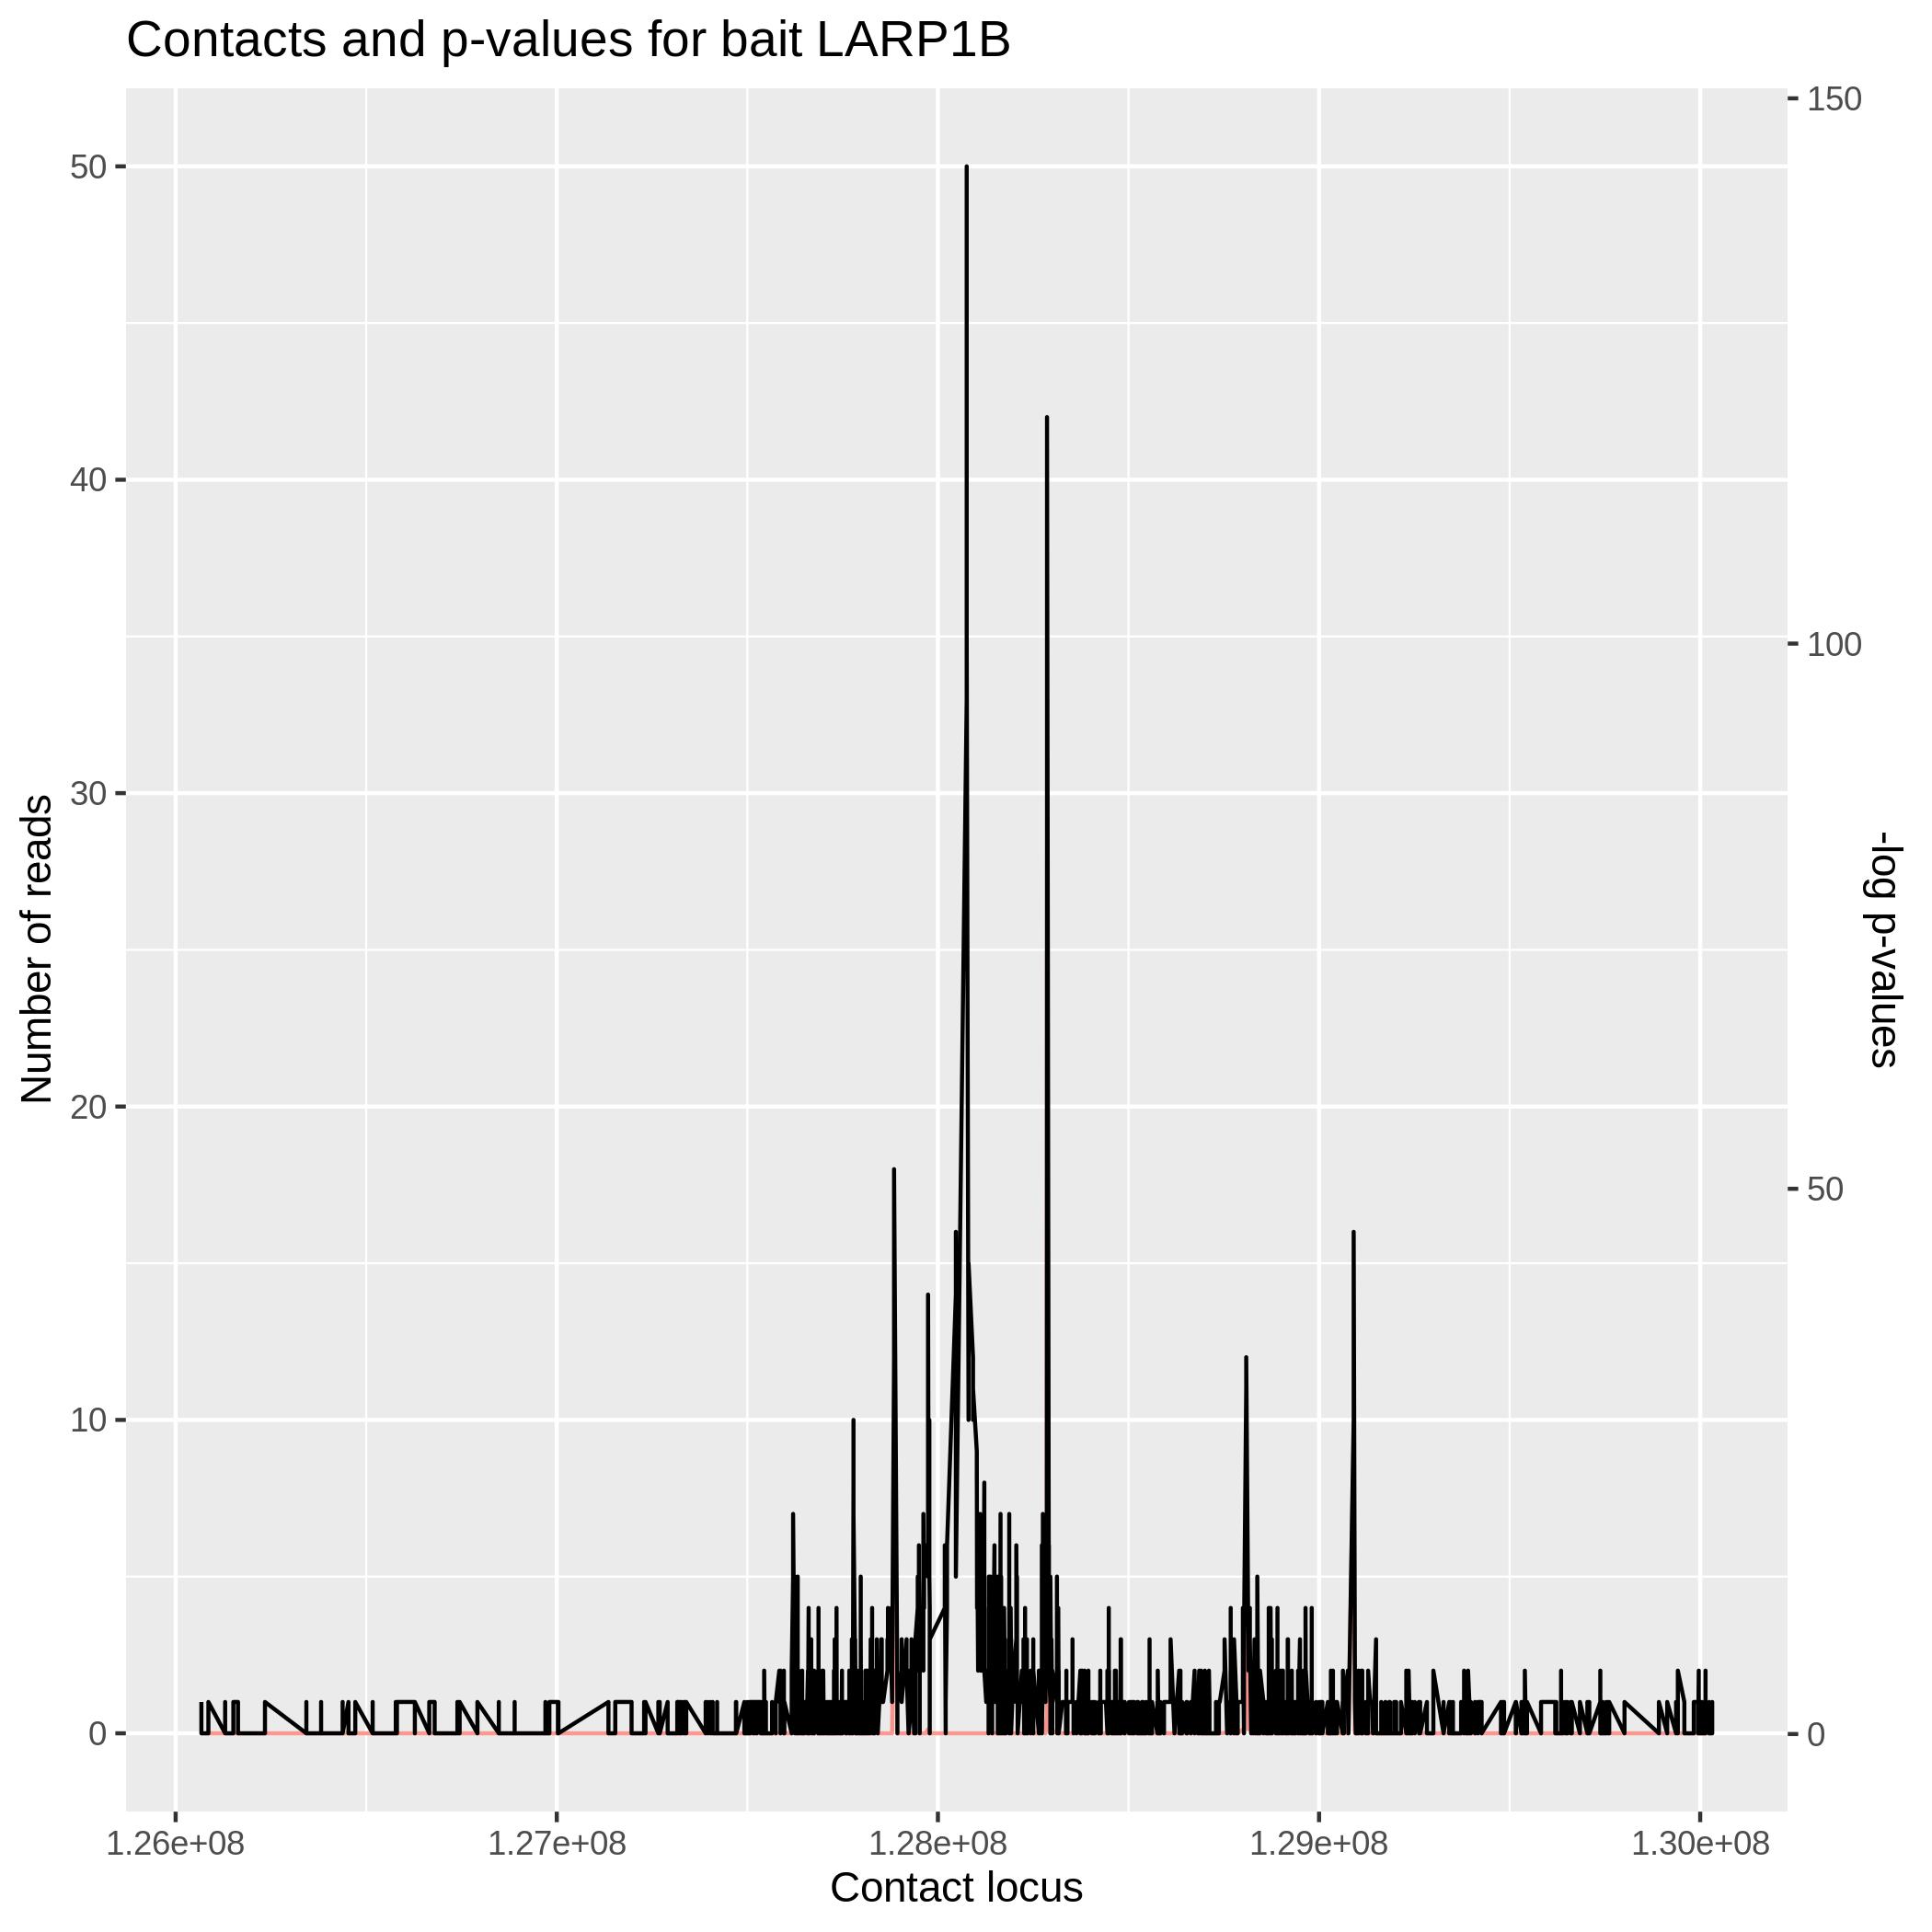 Contacts and p-values for bait LARP1B
150
50
40
100
30
Number of reads
-log p-values
20
50
10
0
0
1.26e+08
1.27e+08
1.28e+08
1.29e+08
1.30e+08
Contact locus